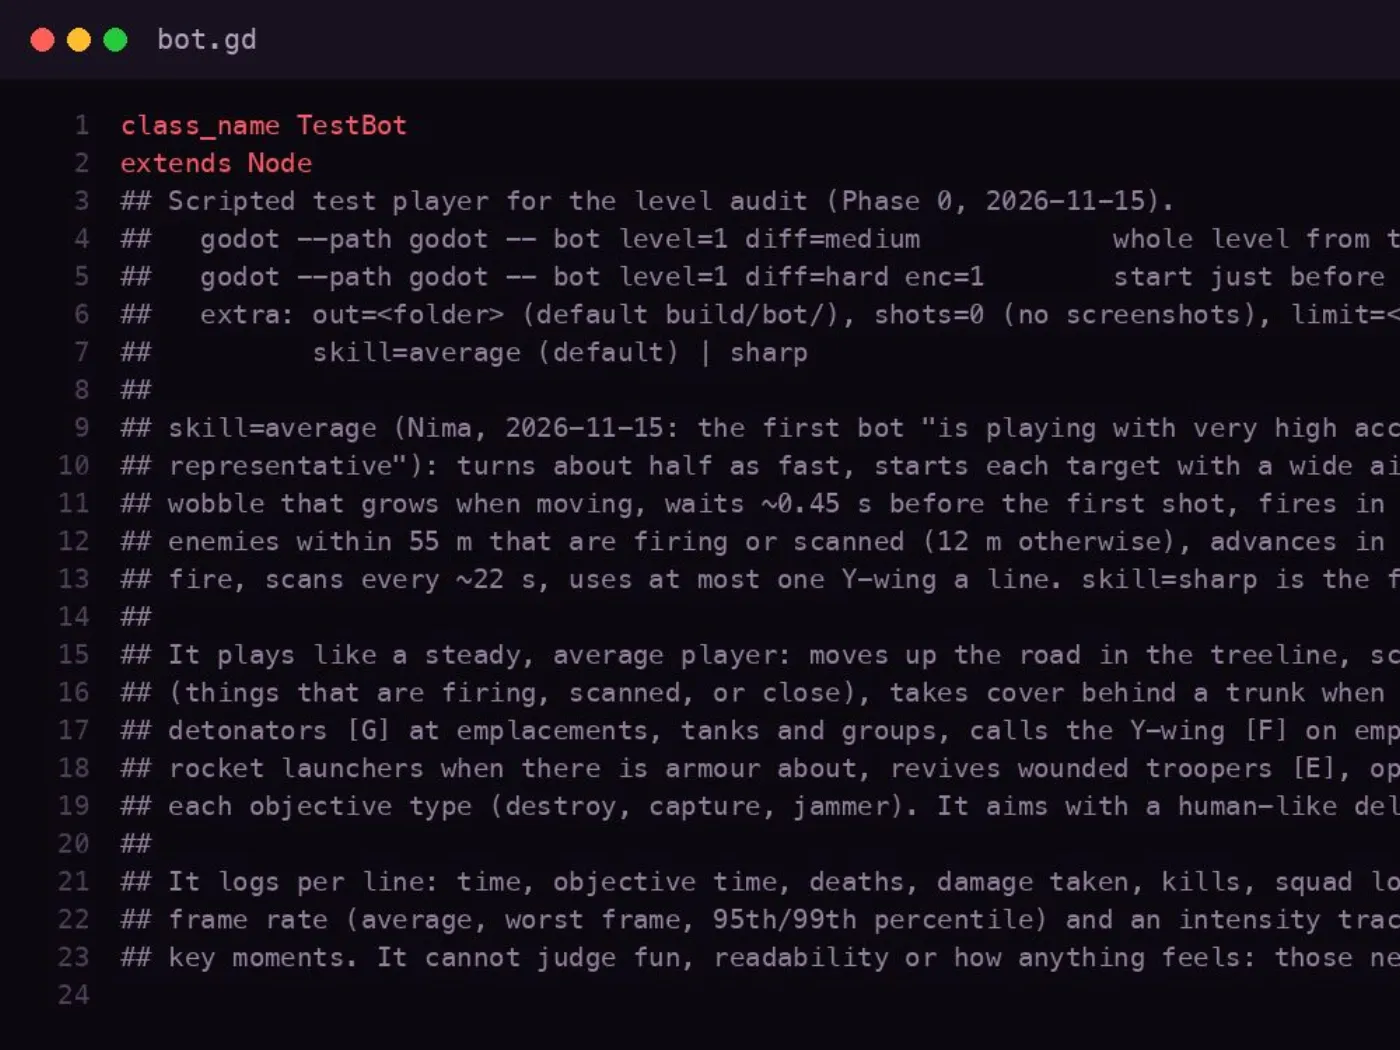 bot.gd
1 class_name TestBot
2 extends Node
3 ## Scripted test player for the level audit (Phase 0, 2026-11-15).
4 ##   godot --path godot -- bot level=1 diff=medium            whole level from
5 ##   godot --path godot -- bot level=1 diff=hard enc=1        start just before
6 ##   extra: out=<folder> (default build/bot/), shots=0 (no screenshots), limit=<
7 ##          skill=average (default) | sharp
8 ##
9 ## skill=average (Nima, 2026-11-15: the first bot "is playing with very high
10 ## representative"): turns about half as fast, starts each target with a wide
11 ## wobble that grows when moving, waits ~0.45 s before the first shot, fires in
12 ## enemies within 55 m that are firing or scanned (12 m otherwise), advances in
13 ## fire, scans every ~22 s, uses at most one Y-wing a line. skill=sharp is the
14 ##
15 ## It plays like a steady, average player: moves up the road in the treeline,
16 ## (things that are firing, scanned, or close), takes cover behind a trunk when
17 ## detonators [G] at emplacements, tanks and groups, calls the Y-wing [F] on
18 ## rocket launchers when there is armour about, revives wounded troopers [E],
19 ## each objective type (destroy, capture, jammer). It aims with a human-like
20 ##
21 ## It logs per line: time, objective time, deaths, damage taken, kills, squad
22 ## frame rate (average, worst frame, 95th/99th percentile) and an intensity
23 ## key moments. It cannot judge fun, readability or how anything feels: those
24